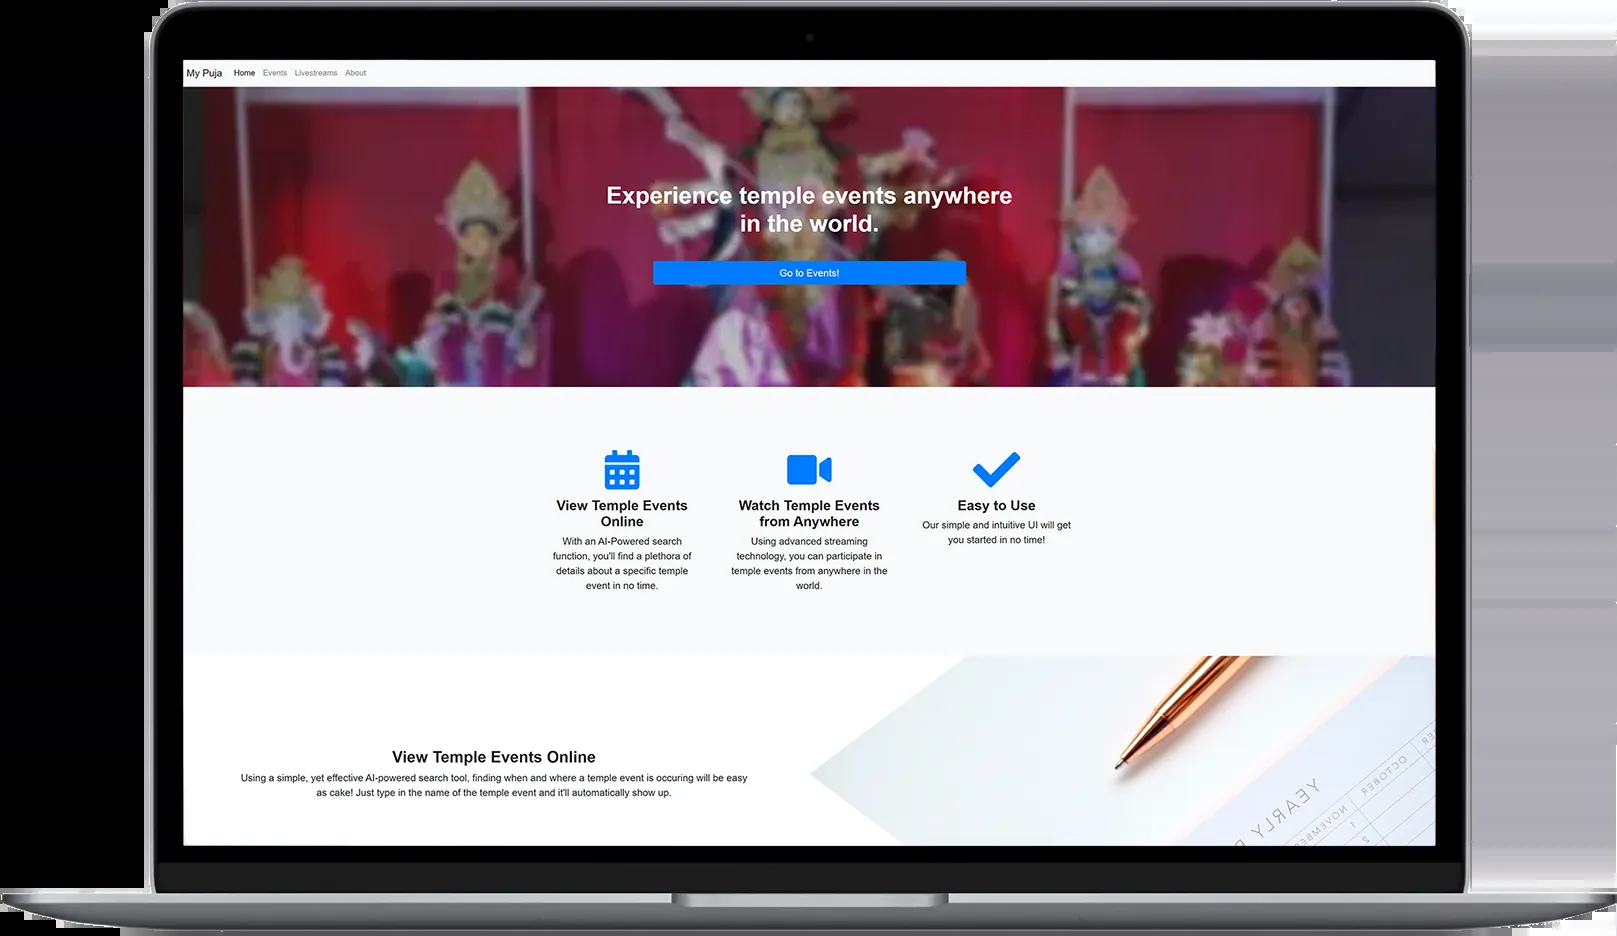 My Puja Home Events Livestreams About
Experience temple events anywhere
in the world.
Go to Events!
View Temple Events
Online
With an AI-Powered search
function, you'll find a plethora of
details about a specific temple
event in no time.
Watch Temple Events
from Anywhere
Using advanced streaming
technology, you can participate in
temple events from anywhere in the
world.
Easy to Use
Our simple and intuitive UI will get
you started in no time!
View Temple Events Online
Using a simple, yet effective AI-powered search tool, finding when and where a temple event is occuring will be easy
as cake! Just type in the name of the temple event and it'll automatically show up.
YEARLY
OCTOBER
NOVEMBER
1
2